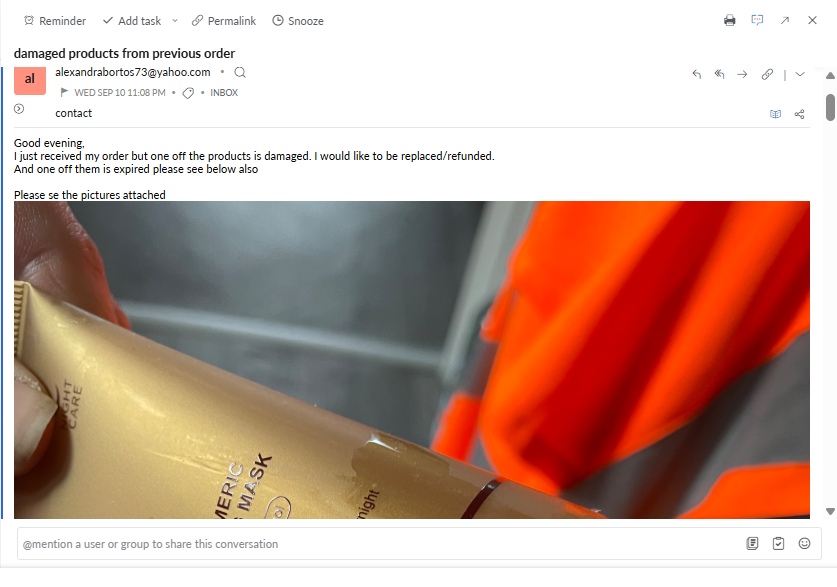 Reminder Add task Permalink Snooze
damaged products from previous order
al
alexandrabortos73@yahoo.com
WED SEP 10 11:08 PM • • INBOX
contact
Good evening,
I just received my order but one off the products is damaged. I would like to be replaced/refunded.
And one off them is expired please see below also
Please se the pictures attached
NIGHT
CARE
MERIC
MASK
night
@mention a user or group to share this conversation